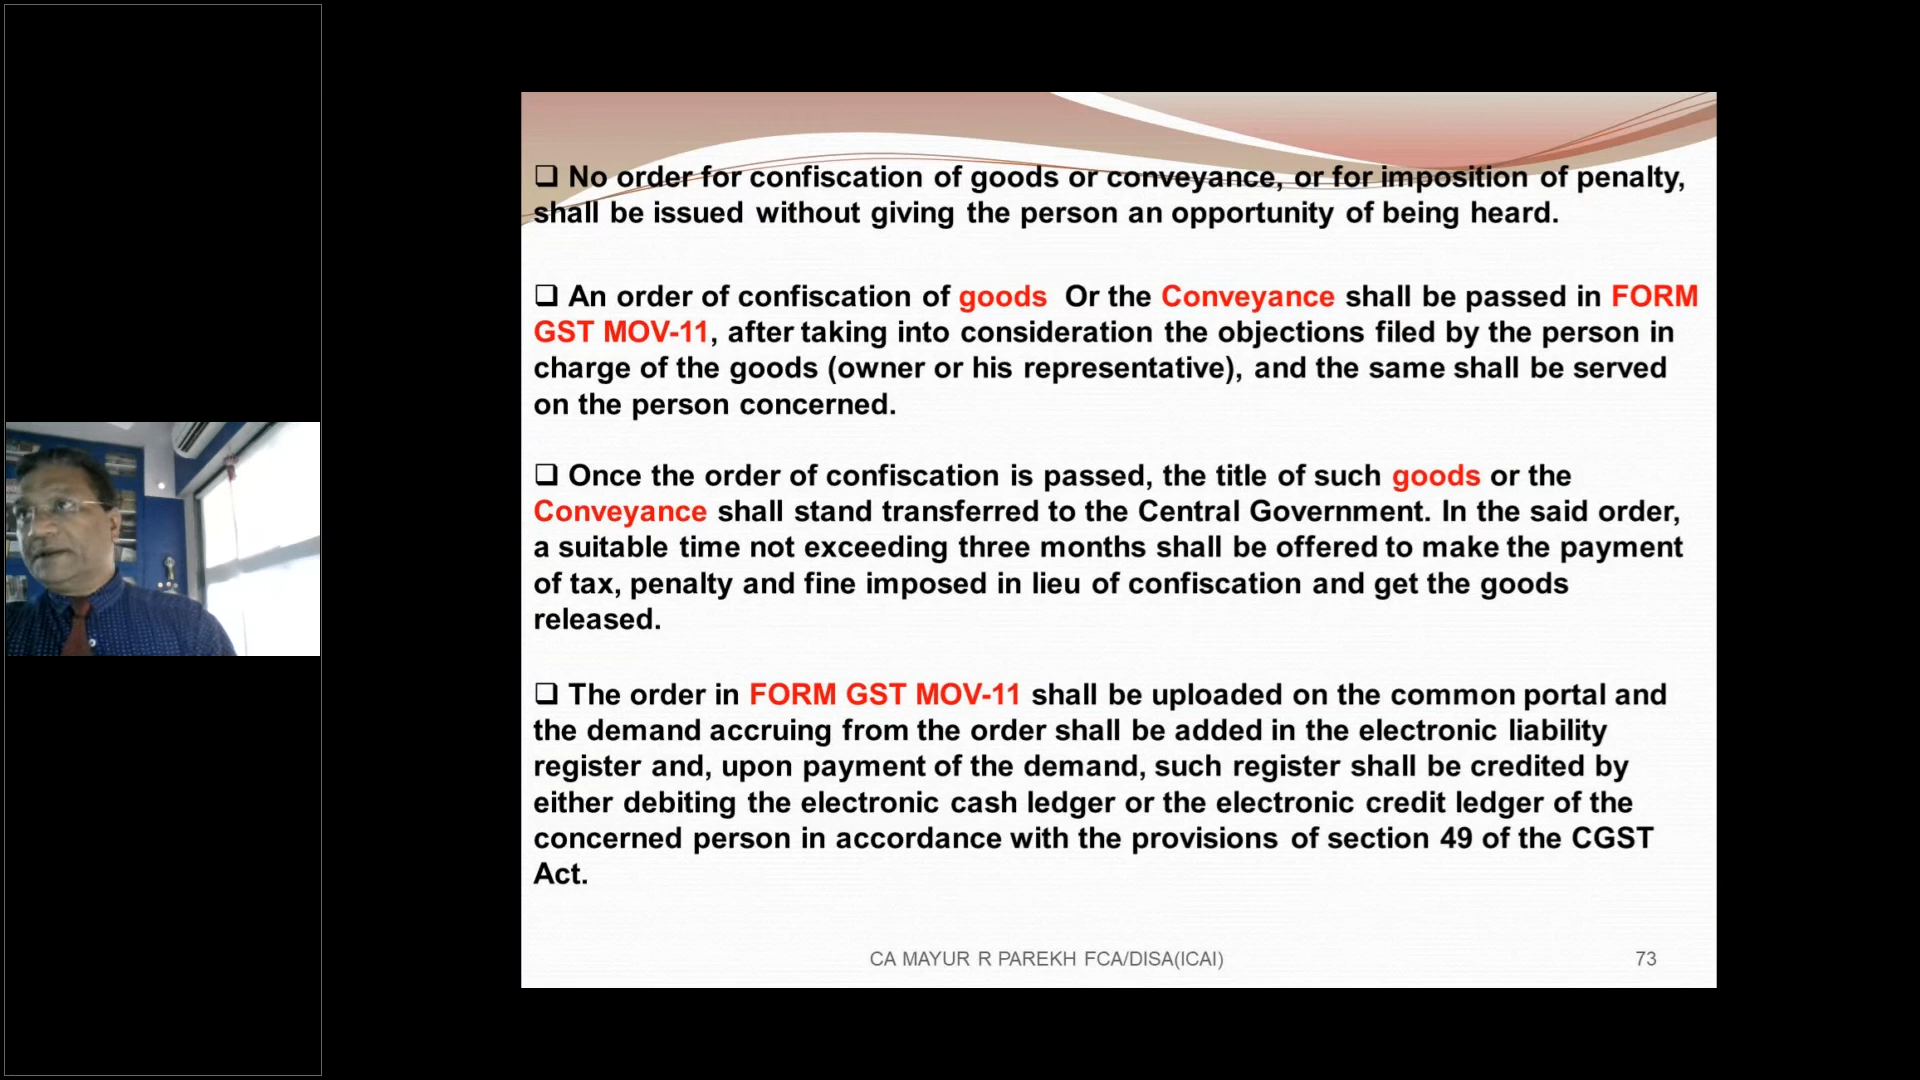 ❑ No order for confiscation of goods or conveyance, or for imposition of penalty,
shall be issued without giving the person an opportunity of being heard.
❑ An order of confiscation of goods Or the Conveyance shall be passed in FORM
GST MOV-11, after taking into consideration the objections filed by the person in
charge of the goods (owner or his representative), and the same shall be served
on the person concerned.
❑ Once the order of confiscation is passed, the title of such goods or the
Conveyance shall stand transferred to the Central Government. In the said order,
a suitable time not exceeding three months shall be offered to make the payment
of tax, penalty and fine imposed in lieu of confiscation and get the goods
released.
❑ The order in FORM GST MOV-11 shall be uploaded on the common portal and
the demand accruing from the order shall be added in the electronic liability
register and, upon payment of the demand, such register shall be credited by
either debiting the electronic cash ledger or the electronic credit ledger of the
concerned person in accordance with the provisions of section 49 of the CGST
Act.
CA MAYUR R PAREKH FCA/DISA(ICAI)
73